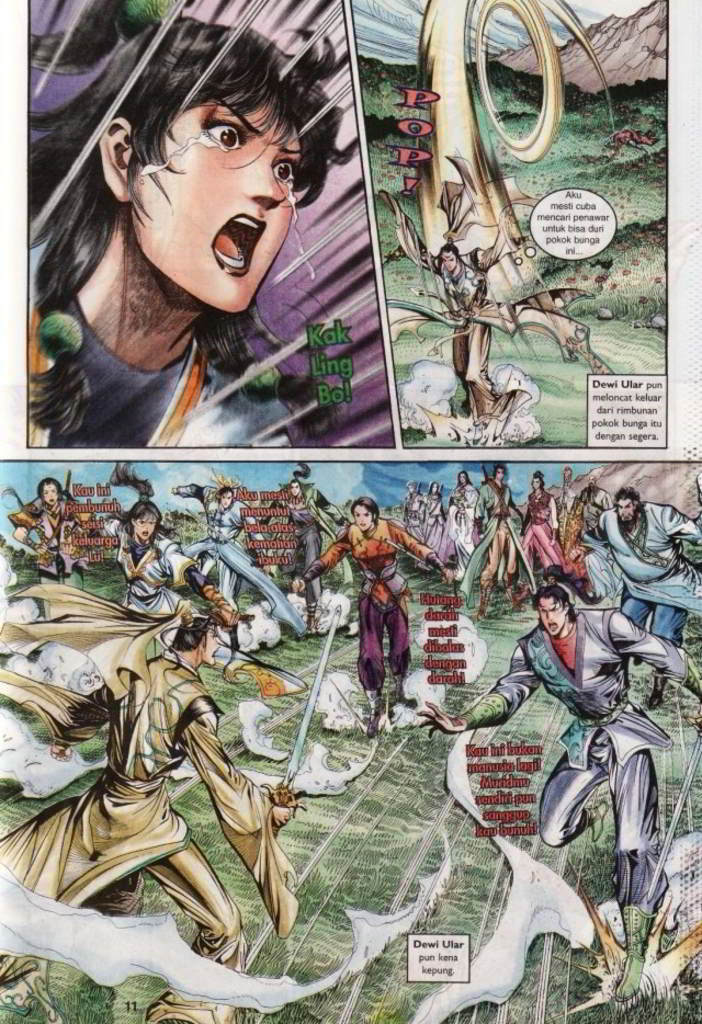 Kak
Ling
Bo!
POP!
Aku
mesti cuba
mencari penawar
untuk bisa duri
pokok bunga
ini...
Dewi Ular pun
meloncat keluar
dari rimbunan
pokok bunga itu
dengan segera.
Kau ini
pembunuh
seisi
keluarga
Lu!
Aku mesti
menuntut
bela atas
kematian
ibuku!
Hutang
darah
mesti
dibalas
dengan
darah!
Kau ini bukan
manusia lagi!
Muridmu
sendiri pun
sanggup
kau bunuh!
Dewi Ular
pun kena
kepung.
11